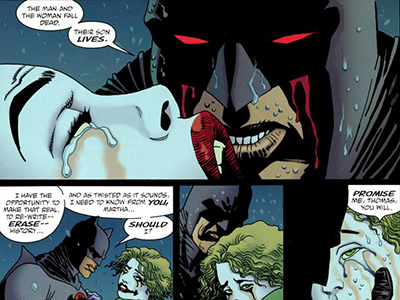 THE MAN AND
THE WOMAN FALL
DEAD.
THEIR SON
LIVES.
I HAVE THE
OPPORTUNITY TO
MAKE THAT REAL.
TO RE-WRITE--
ERASE--
HISTORY...
AND AS TWISTED AS IT SOUNDS,
I NEED TO KNOW FROM YOU,
MARTHA...
SHOULD
I?
PROMISE
ME, THOMAS,
YOU WILL.